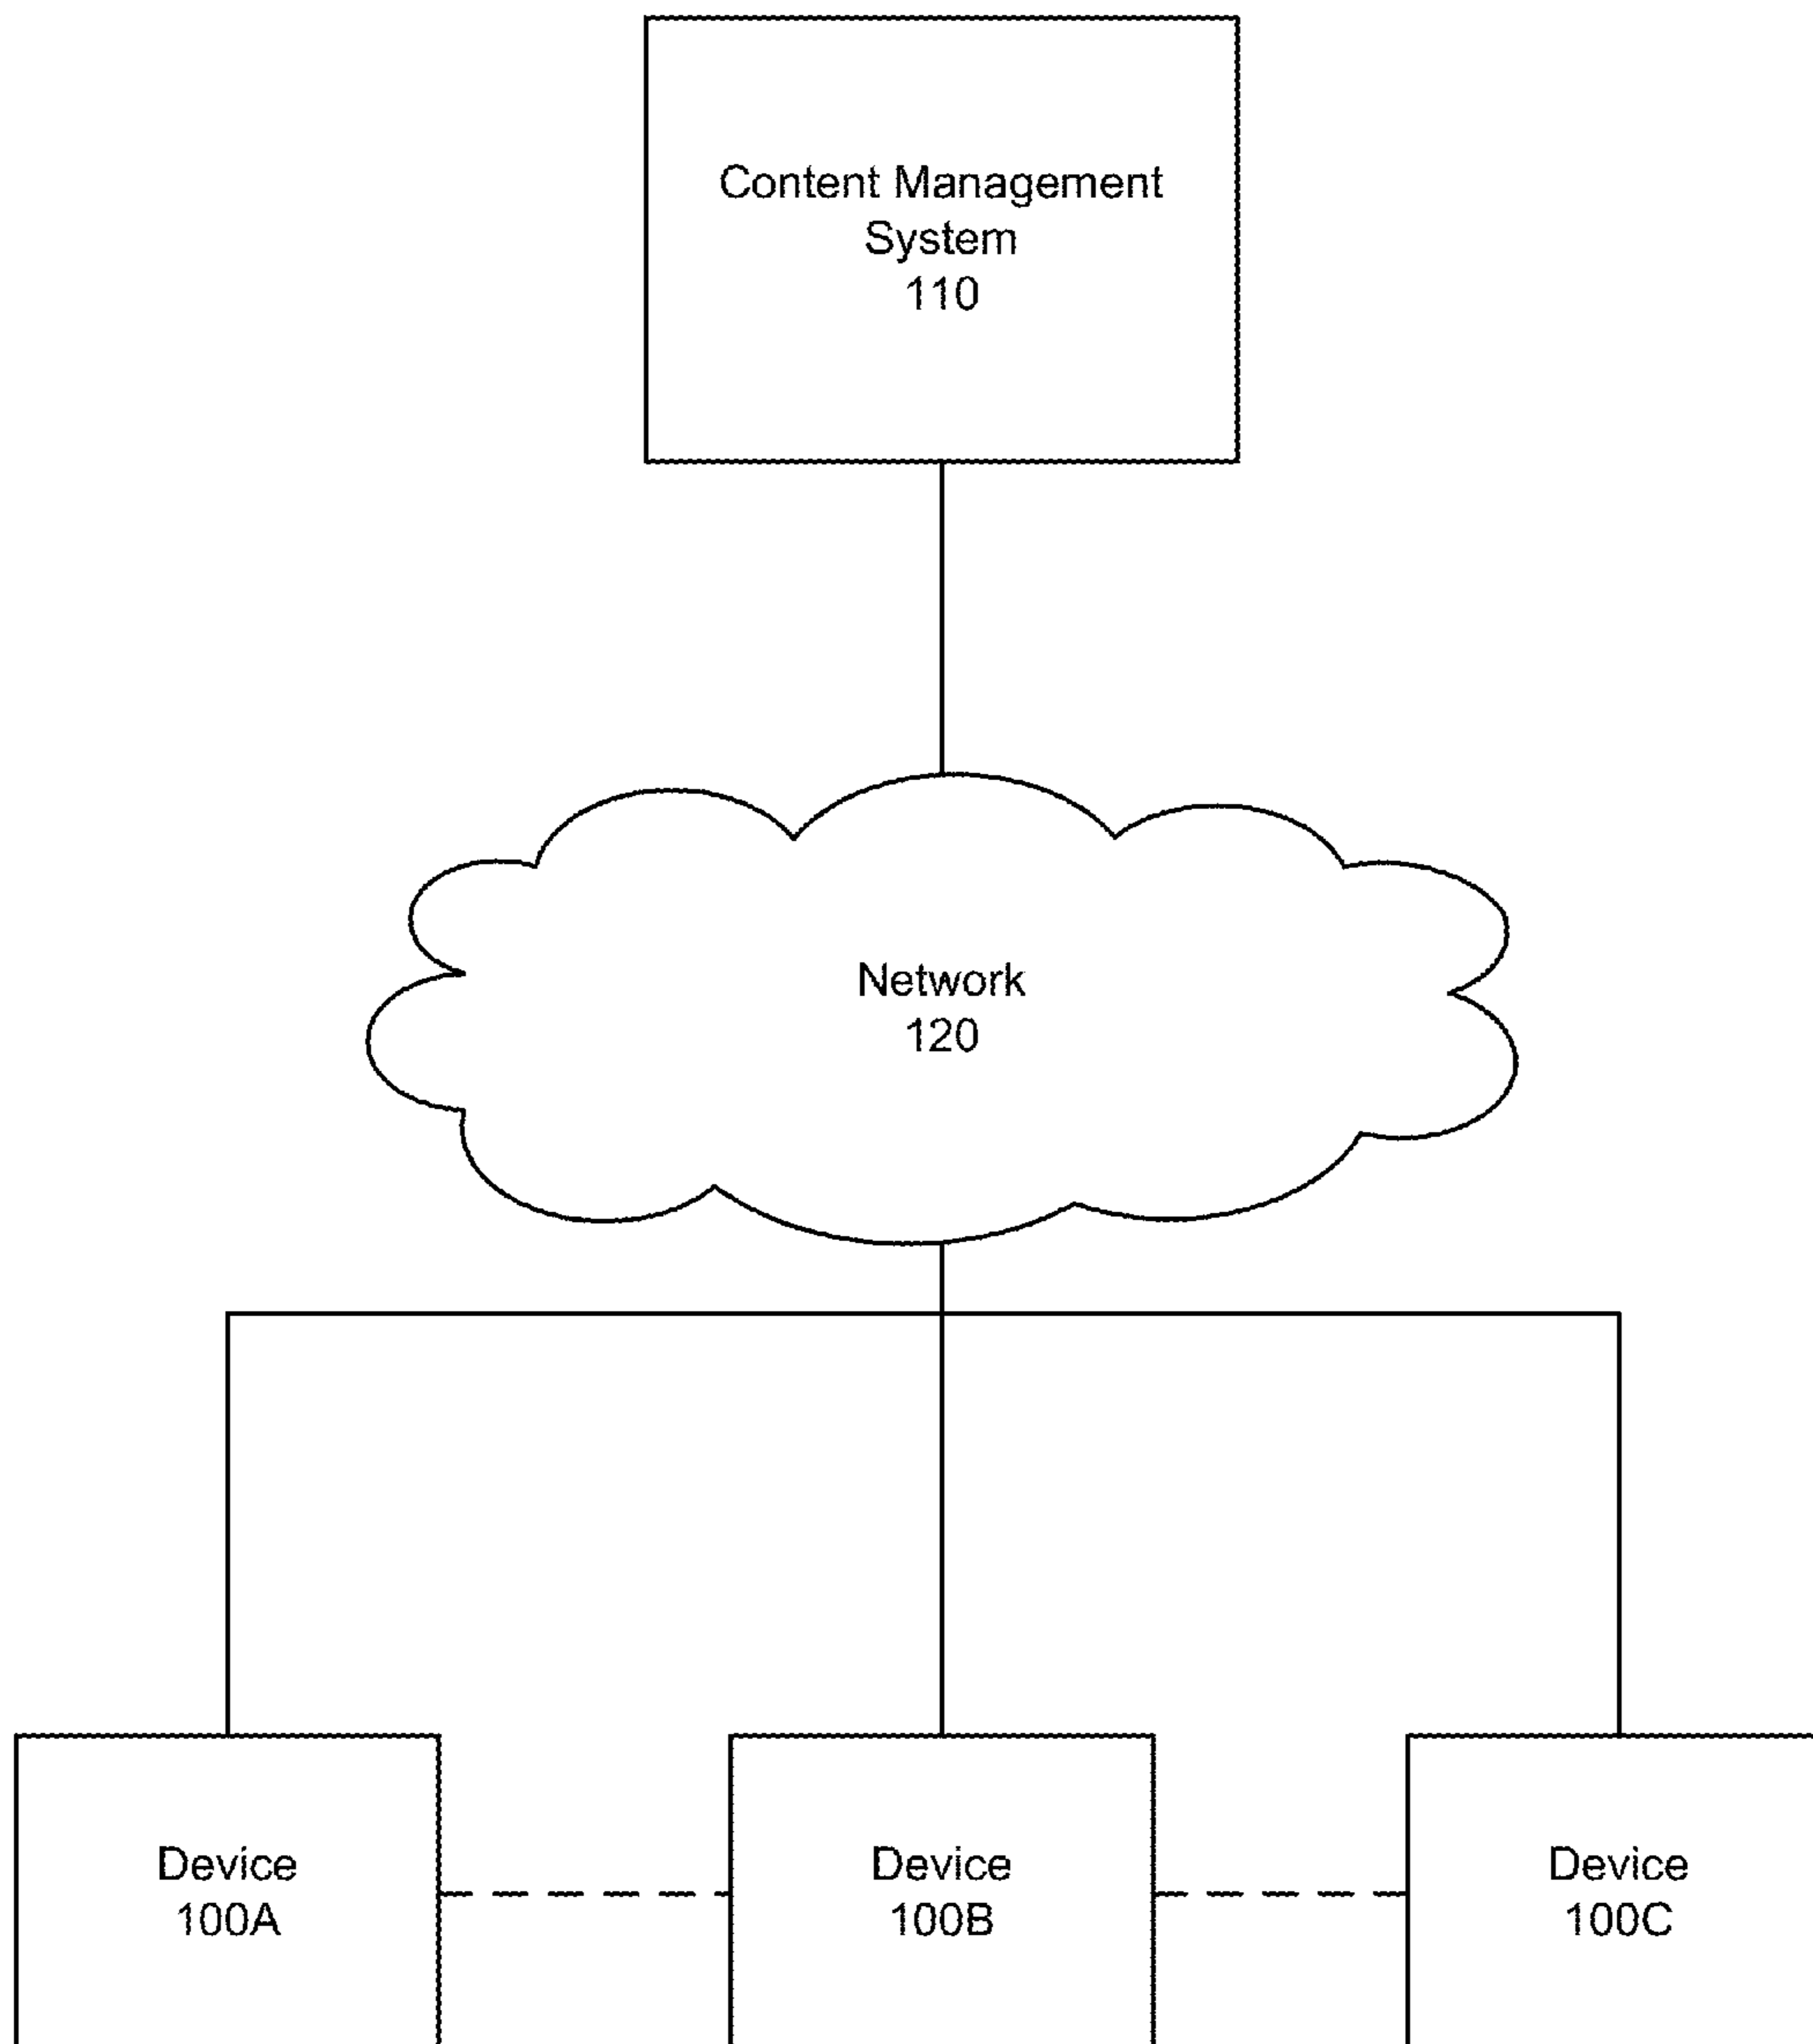 Content Management
System
110
Network
120
Device
100A
Device
100B
Device
100C